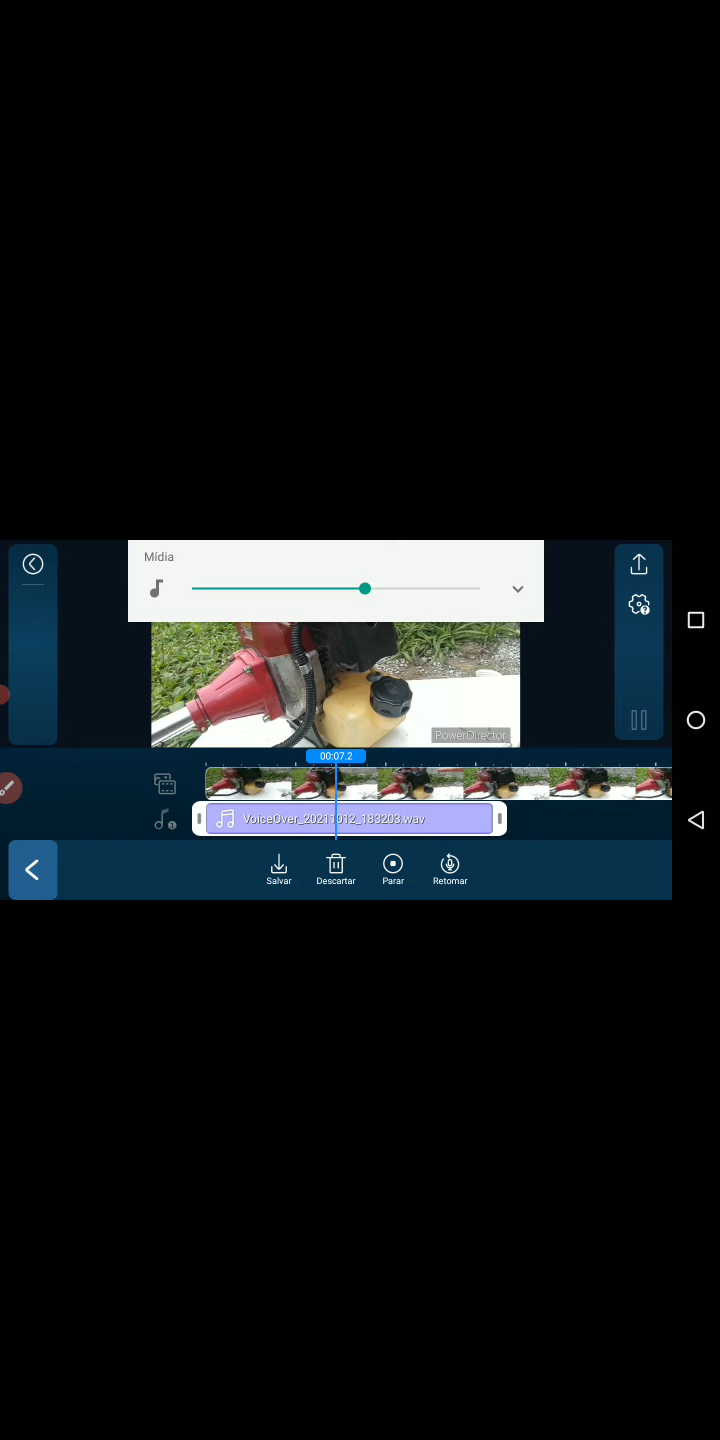 Mídia
PowerDirector
00:07.2
VoiceOver_20211012_183203.wav
Salvar
Descartar
Parar
Retomar